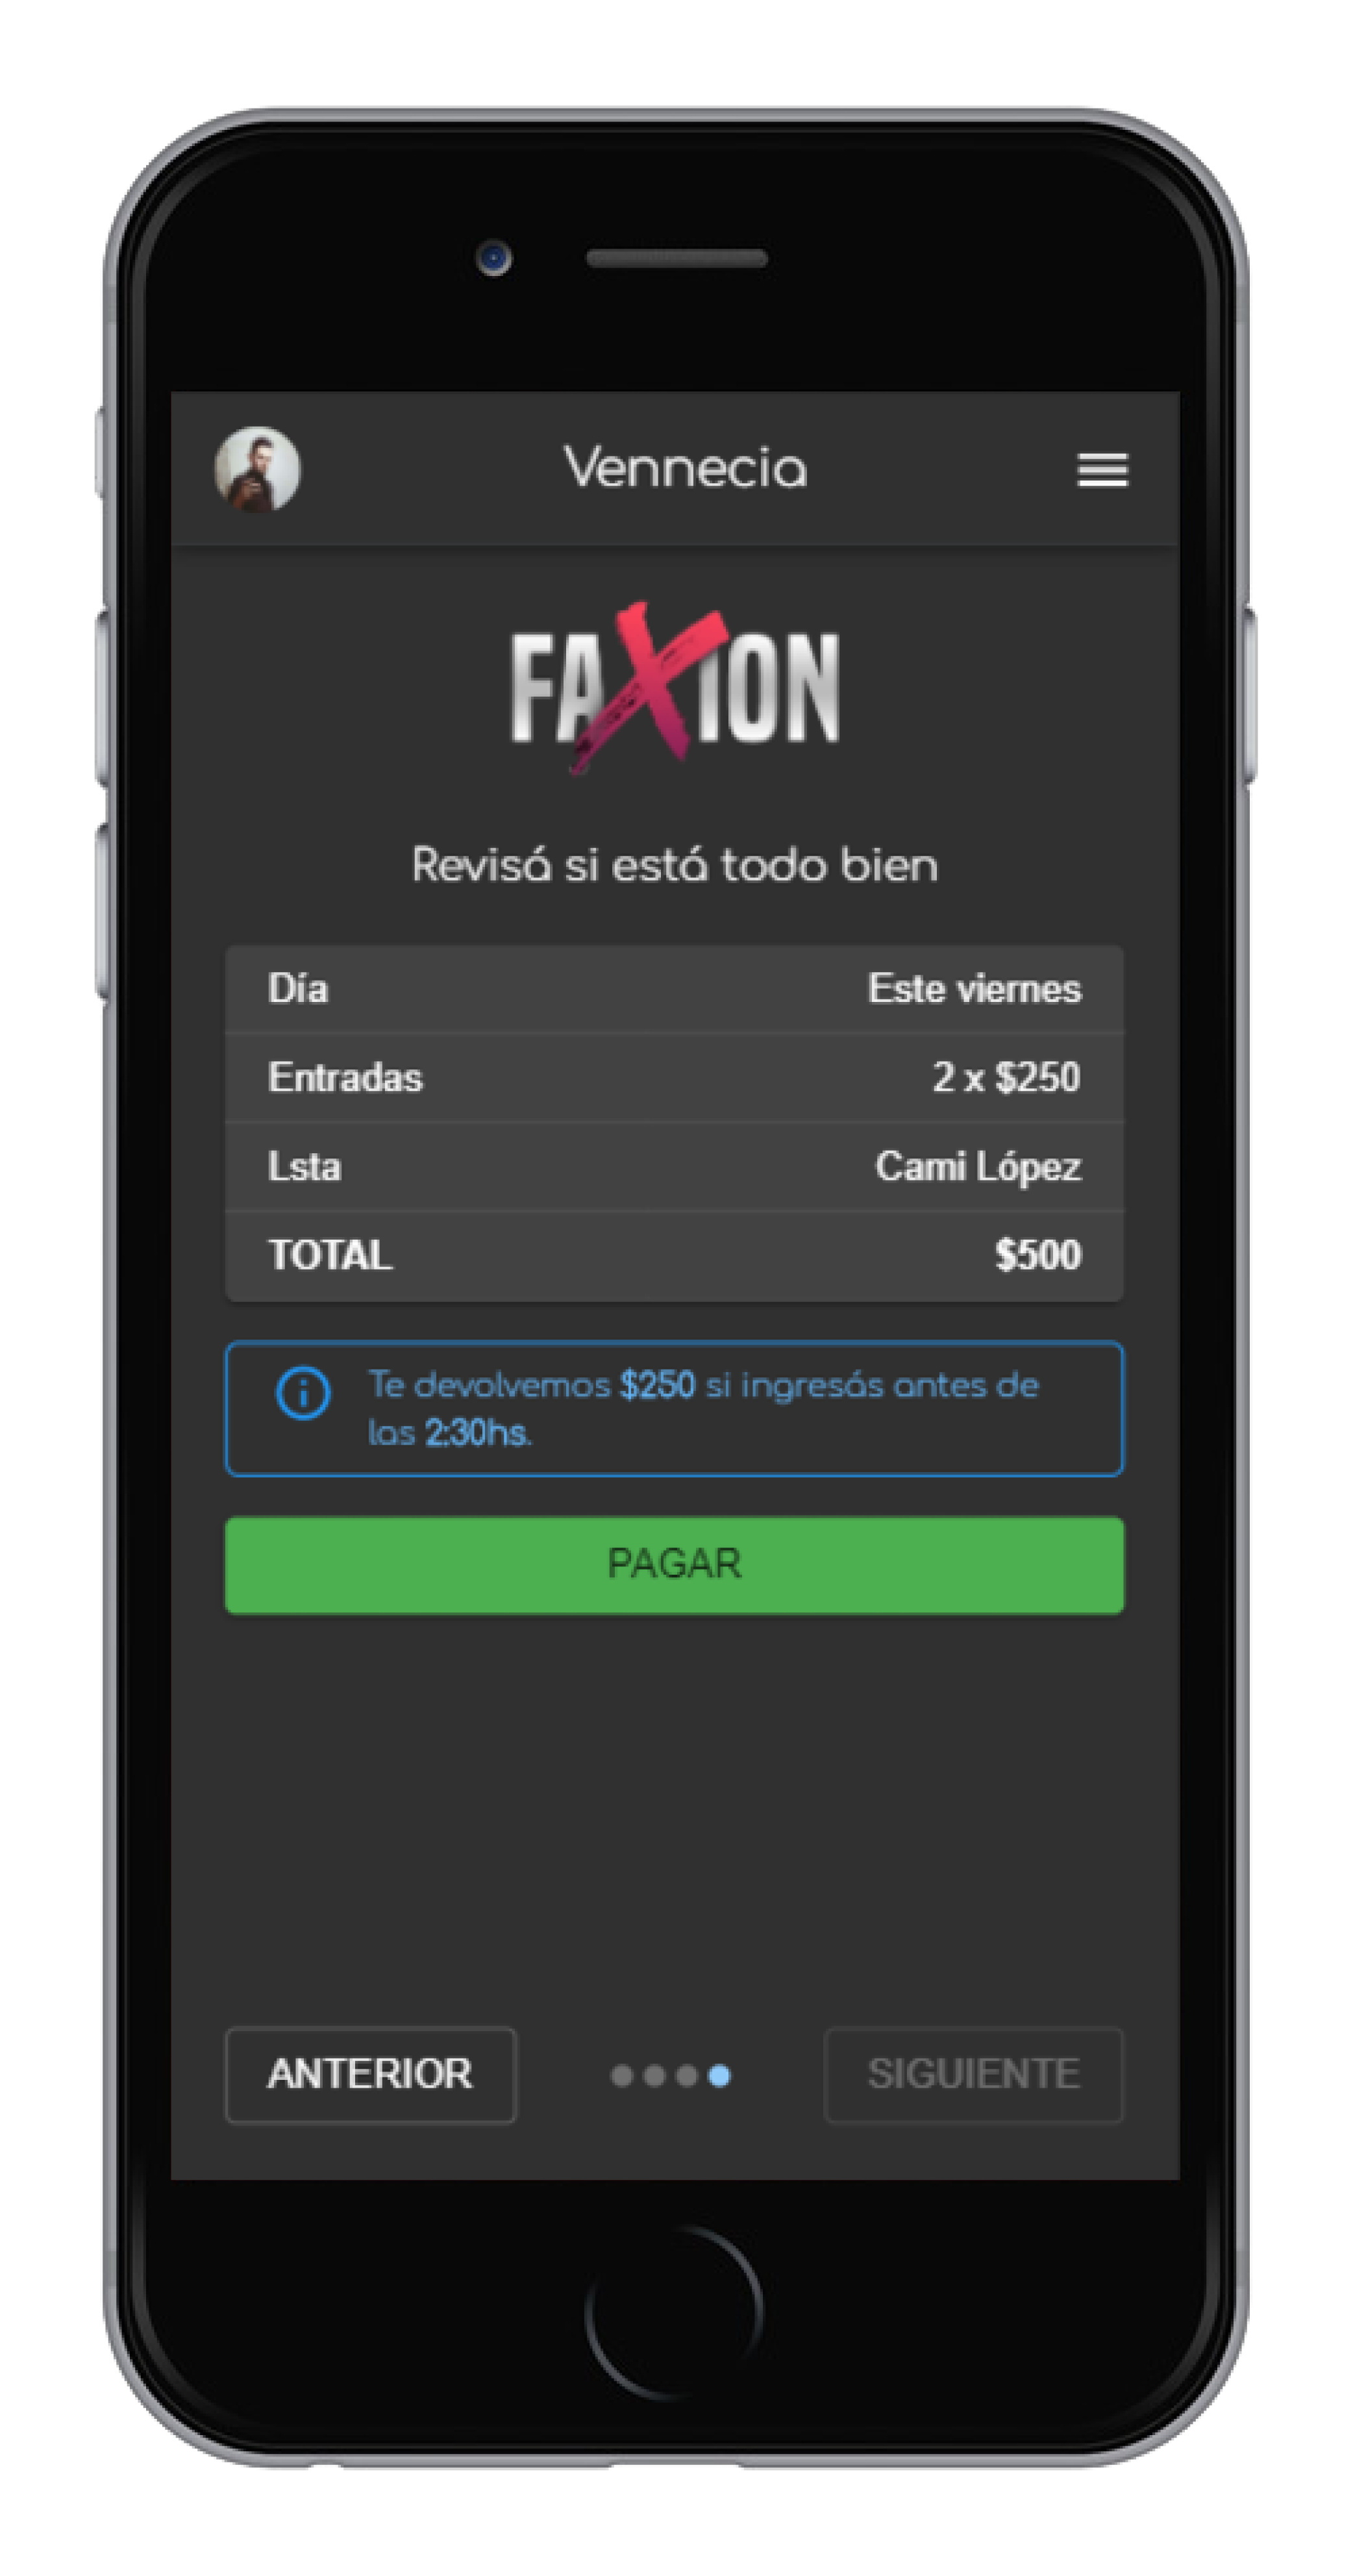 Vennecia
FAXION
Revisá si está todo bien
Día Este viernes
Entradas 2 x $250
Lsta Cami López
TOTAL $500
Te devolvemos $250 si ingresás antes de
las 2:30hs.
PAGAR
ANTERIOR SIGUIENTE